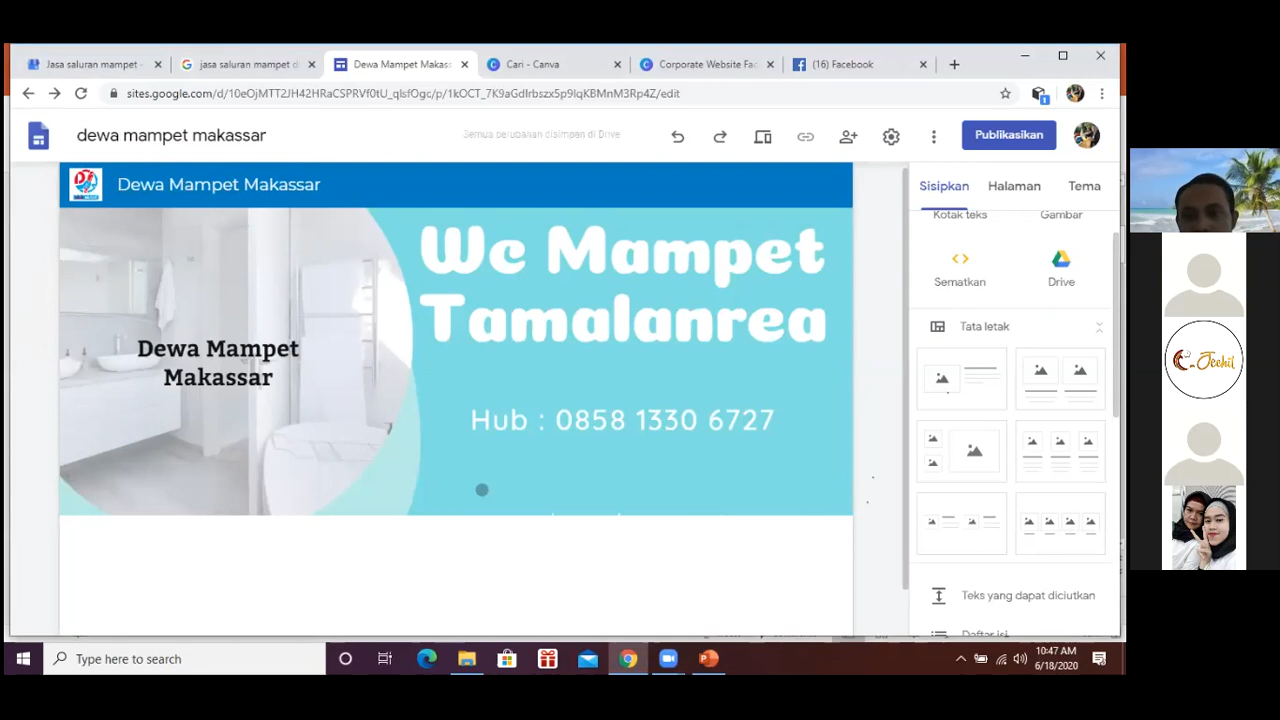 Jasa saluran mampet -
jasa saluran mampet d
Dewa Mampet Makass
Cari - Canva
Corporate Website Fac
(16) Facebook
sites.google.com/d/10eOjMTT2JH42HRaCSPRVf0tU_qlsfOgc/p/1kOCT_7K9aGdIrbszx5p9lqKBMnM3Rp4Z/edit
dewa mampet makassar
Semua perubahan disimpan di Drive
Publikasikan
Dewa Mampet Makassar
Sisipkan
Halaman
Tema
Kotak teks
Gambar
Wc Mampet
Tamalanrea
Sematkan
Drive
Tata letak
Dewa Mampet
Makassar
Hub : 0858 1330 6727
Teks yang dapat diciutkan
Daftar isi
Type here to search
10:47 AM
6/18/2020
Jechil